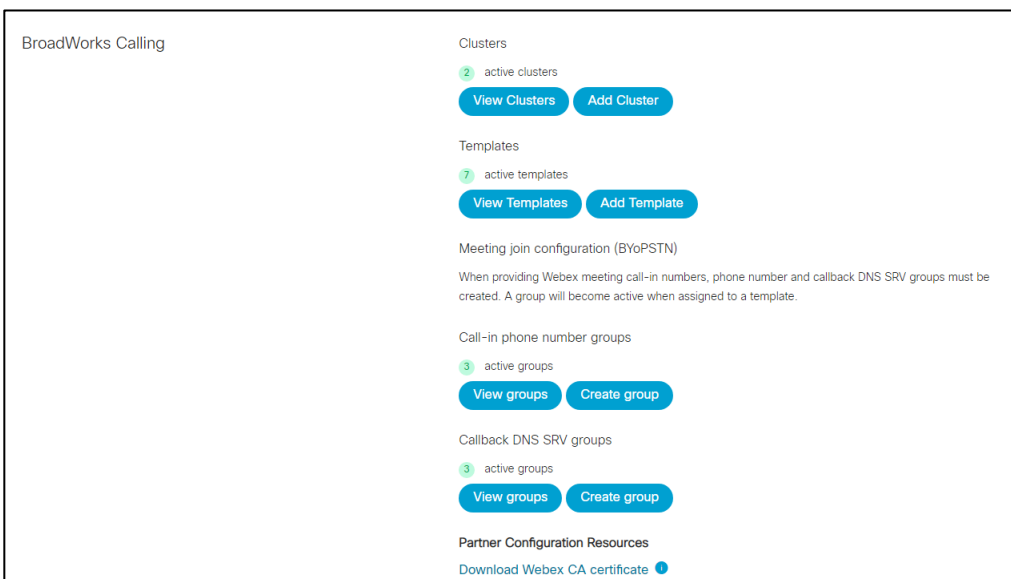 BroadWorks Calling
Clusters
2 active clusters
View Clusters Add Cluster
Templates
7 active templates
View Templates Add Template
Meeting join configuration (BYoPSTN)
When providing Webex meeting call-in numbers, phone number and callback DNS SRV groups must be
created. A group will become active when assigned to a template.
Call-in phone number groups
3 active groups
View groups Create group
Callback DNS SRV groups
3 active groups
View groups Create group
Partner Configuration Resources
Download Webex CA certificate i